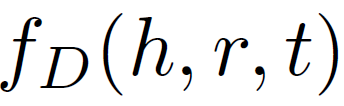 f_D(h, r, t)